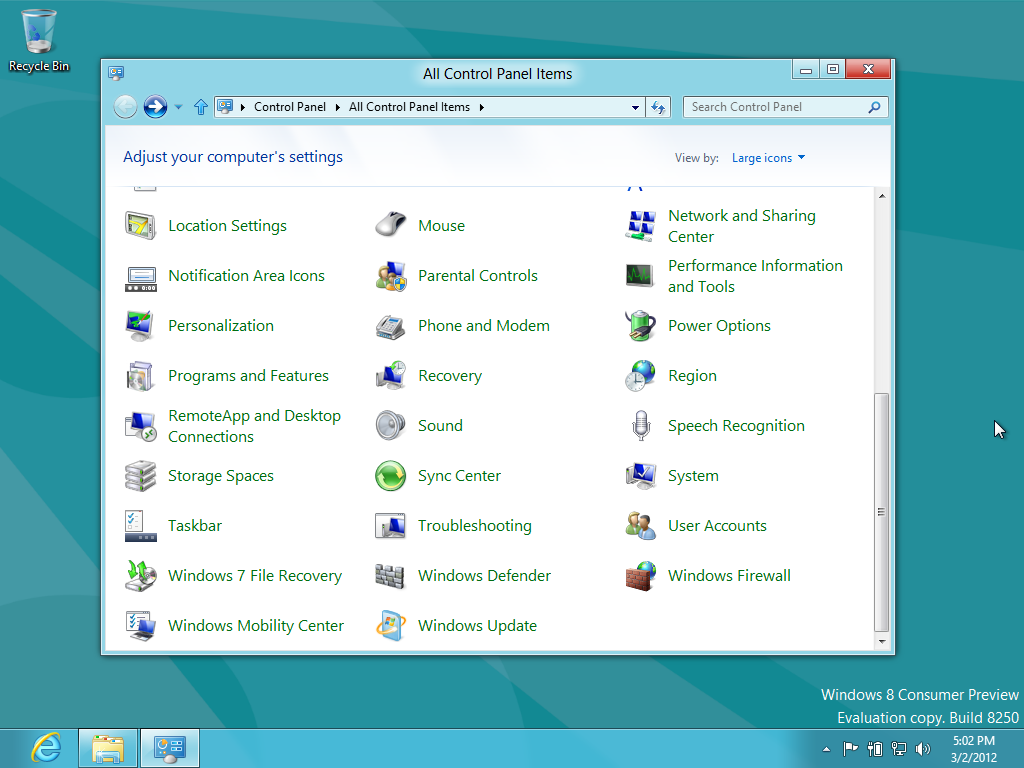 Recycle Bin
All Control Panel Items
Control Panel
All Control Panel Items
Search Control Panel
Adjust your computer's settings
View by:
Large icons
Location Settings
Mouse
Network and Sharing
Center
Notification Area Icons
Parental Controls
Performance Information
and Tools
Personalization
Phone and Modem
Power Options
Programs and Features
Recovery
Region
RemoteApp and Desktop
Connections
Sound
Speech Recognition
Storage Spaces
Sync Center
System
Taskbar
Troubleshooting
User Accounts
Windows 7 File Recovery
Windows Defender
Windows Firewall
Windows Mobility Center
Windows Update
Windows 8 Consumer Preview
Evaluation copy. Build 8250
5:02 PM
3/2/2012